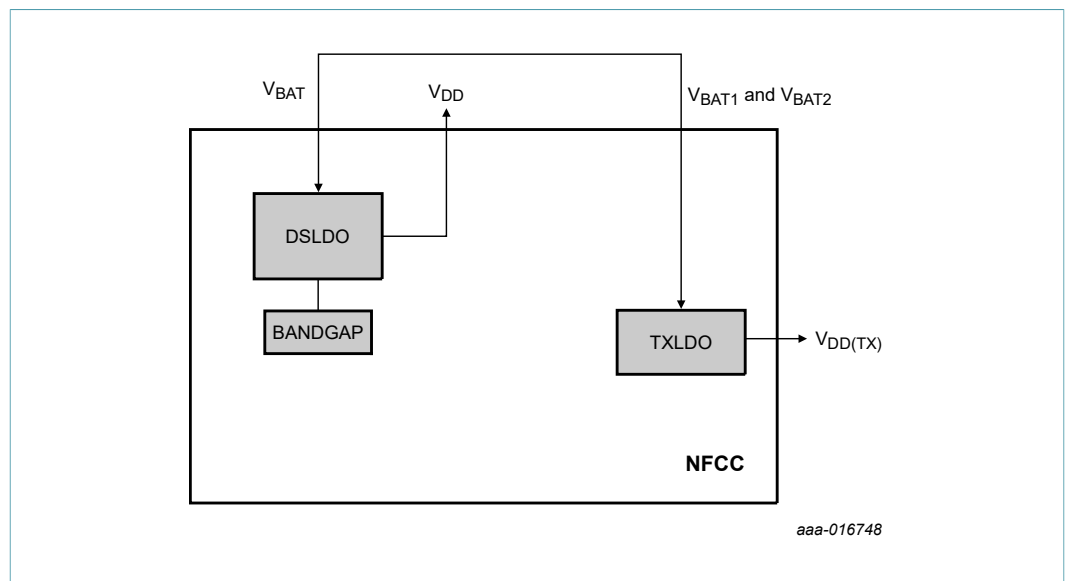 VBAT
VDD
VBAT1 and VBAT2
DSLDO
BANDGAP
TXLDO
VDD(TX)
NFCC
aaa-016748